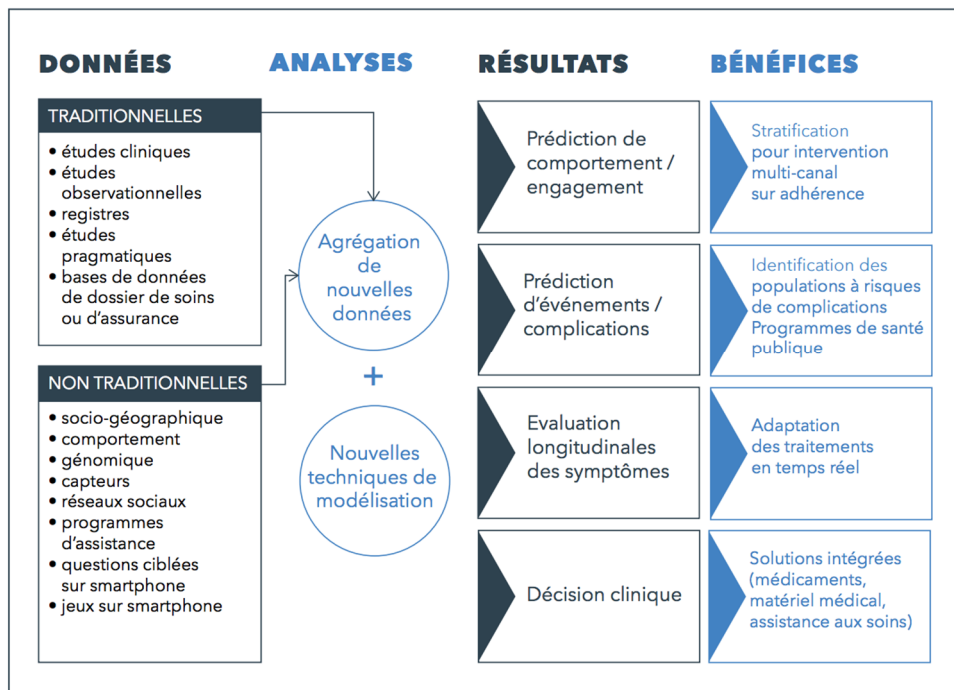 DONNÉES
TRADITIONNELLES
• études cliniques
• études
observationnelles
• registres
• études
pragmatiques
• bases de données
de dossier de soins
ou d'assurance
NON TRADITIONNELLES
• socio-géographique
• comportement
• génomique
• capteurs
• réseaux sociaux
• programmes
d'assistance
• questions ciblées
sur smartphone
• jeux sur smartphone
ANALYSES
Agrégation
de
nouvelles
données
+
Nouvelles
techniques de
modélisation
RÉSULTATS
Prédiction de
comportement /
engagement
Prédiction
d'événements /
complications
Evaluation
longitudinales
des symptômes
Décision clinique
BÉNÉFICES
Stratification
pour intervention
multi-canal
sur adhérence
Identification des
populations à risques
de complications
Programmes de santé
publique
Adaptation
des traitements
en temps réel
Solutions intégrées
(médicaments,
matériel médical,
assistance aux soins)